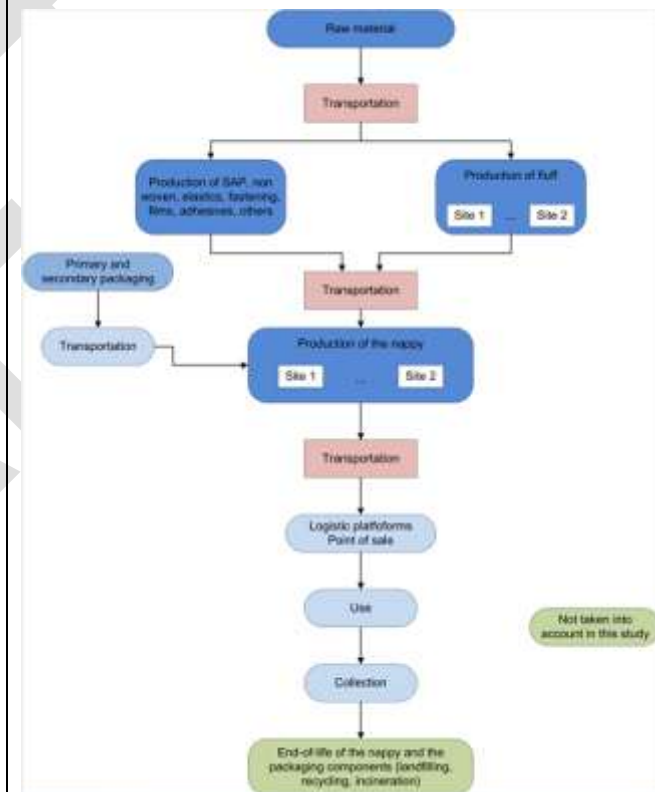 Raw material
Transportation
Production of SAP, non
woven, elastics, fastening,
films, adhesives, others
Production of fluff
Site 1 ... Site 2
Primary and
secondary packaging
Transportation
Transportation
Production of the nappy
Site 1 ... Site 2
Transportation
Logistic platfoforms
Point of sale
Use
Not taken into
account in this study
Collection
End-of-life of the nappy and the
packaging components (landfilling,
recycling, incineration)